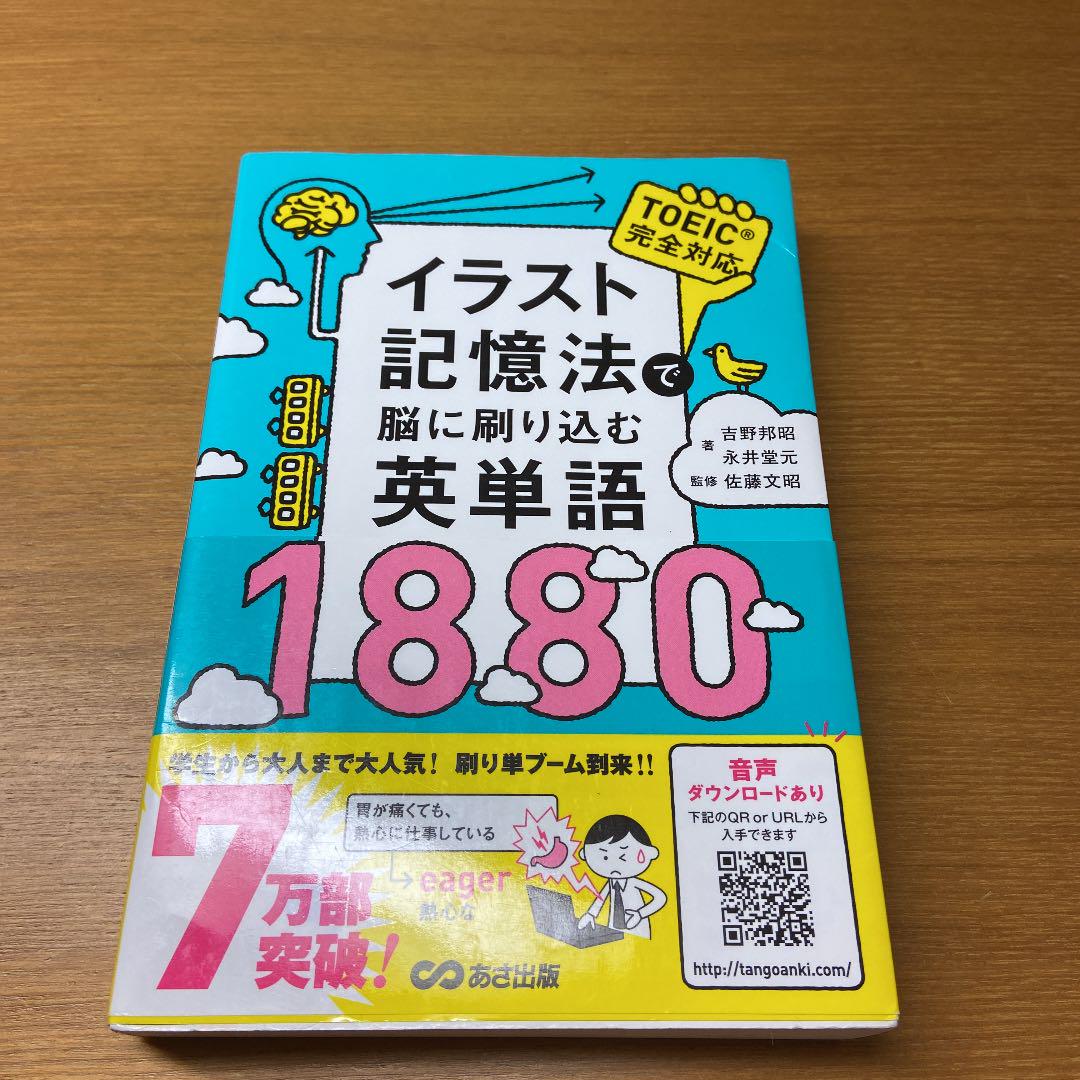 TOEIC®
完全対応
イラスト
記憶法で
脳に刷り込む
英単語
1880
著 吉野邦昭
永井堂元
監修 佐藤文昭
学生から大人まで大人気! 刷り単ブーム到来!!
7万部
突破!
胃が痛くても、
熱心に仕事している
eager
熱心な
あさ出版
音声
ダウンロードあり
下記のQR or URLから
入手できます
http://tangoanki.com/